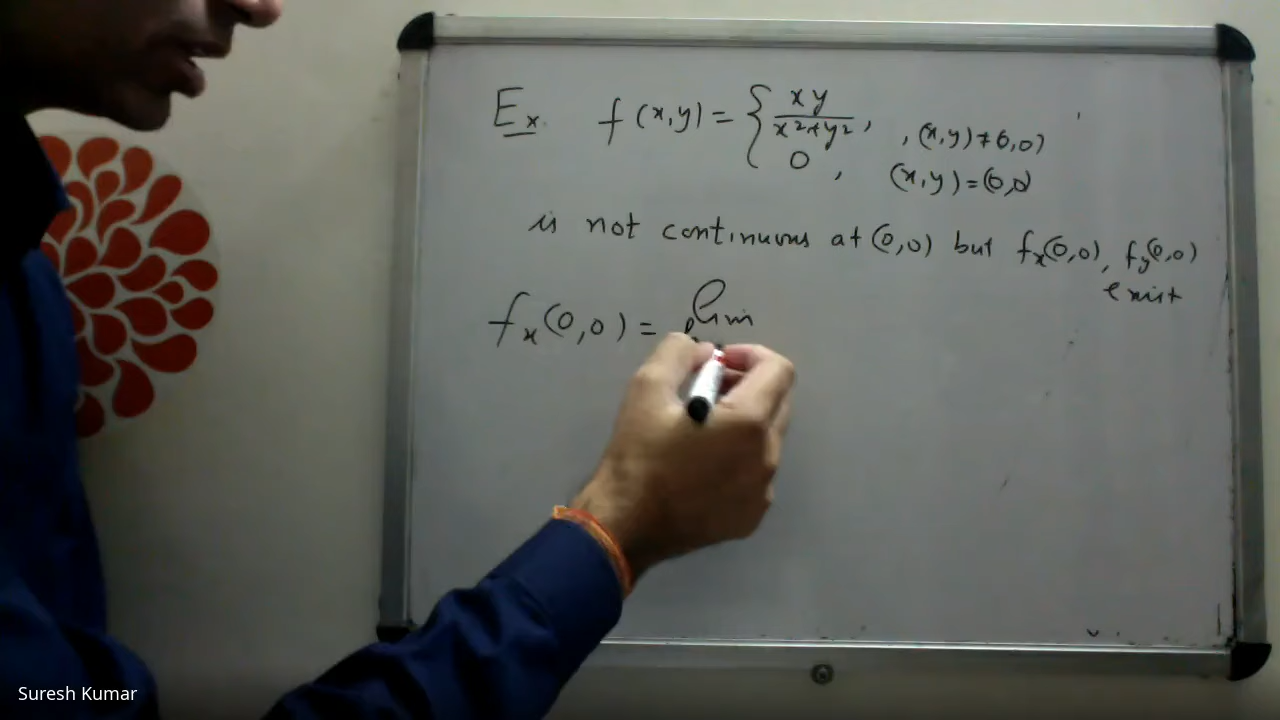 Ex. f(x,y) = { xy / x²+y², , (x,y)≠(0,0)
0 , (x,y)=(0,0)
is not continuous at (0,0) but fx(0,0), fy(0,0)
exist
fx(0,0) = lim
Suresh Kumar